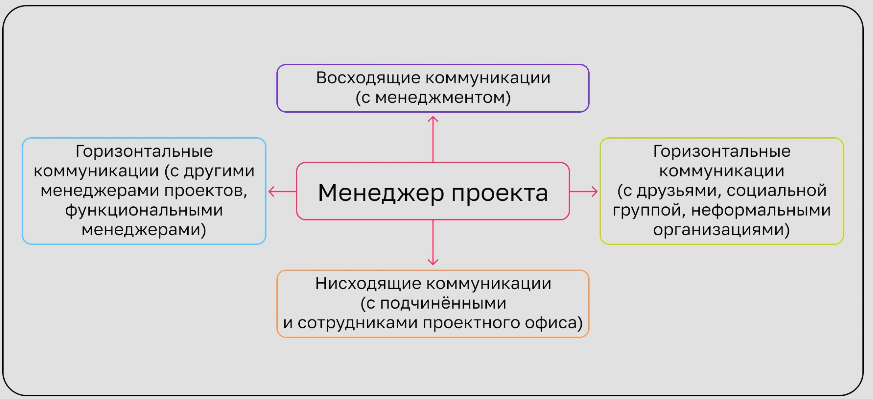 Восходящие коммуникации
(с менеджментом)
Горизонтальные
коммуникации (с другими
менеджерами проектов,
функциональными
менеджерами)
Менеджер проекта
Горизонтальные
коммуникации
(с друзьями, социальной
группой, неформальными
организациями)
Нисходящие коммуникации
(с подчинёнными
и сотрудниками проектного офиса)